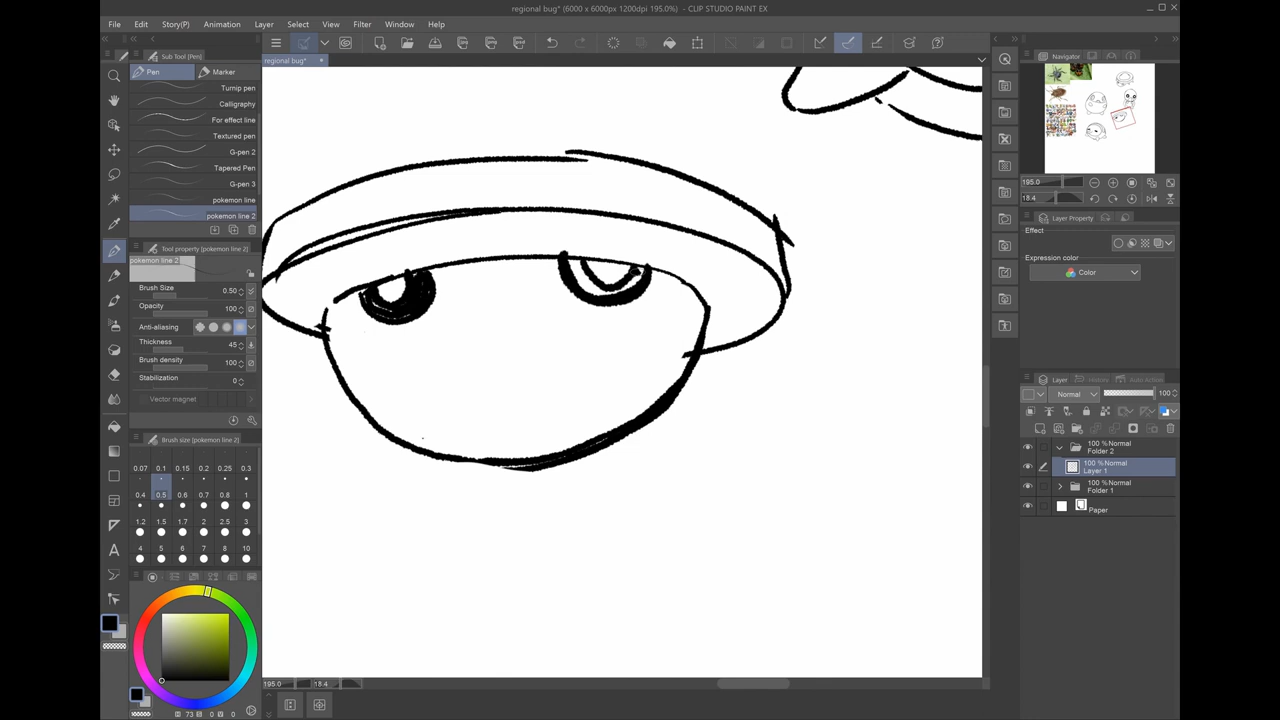 regional bug* (6000 x 6000px 1200dpi 195.0%) - CLIP STUDIO PAINT EX
File Edit Story(P) Animation Layer Select View Filter Window Help
regional bug*
Sub Tool [Pen]
Pen Marker
Turnip pen
Calligraphy
For effect line
Textured pen
G-pen 2
Tapered Pen
G-pen 3
pokemon line
pokemon line 2
Tool property [pokemon line 2]
pokemon line 2
Brush Size 0.50
Opacity 100
Anti-aliasing
Thickness 45
Brush density 100
Stabilization 0
Vector magnet
Brush size [pokemon line 2]
0.07 0.1 0.15 0.2 0.25 0.3
0.4 0.5 0.6 0.7 0.8 1
1.2 1.5 1.7 2 2.5 3
4 5 6 7 8 10
H 73 S 0 V 0
195.0 18.4
Navigator
195.0
18.4
Layer Property
Effect
Expression color
Color
Layer History Auto Action
Normal 100
100 %Normal
Folder 2
100 %Normal
Layer 1
100 %Normal
Folder 1
Paper